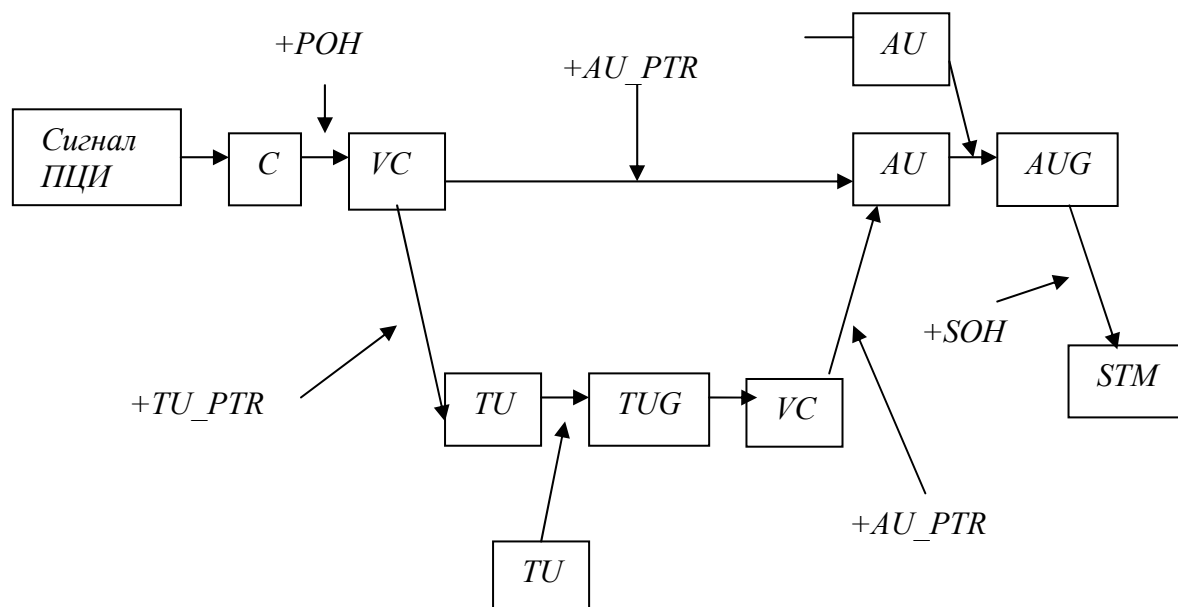 +POH
+AU_PTR
AU
Сигнал
ПЦИ
C
VC
AU
AUG
+SOH
STM
+TU_PTR
TU
TUG
VC
+AU_PTR
TU